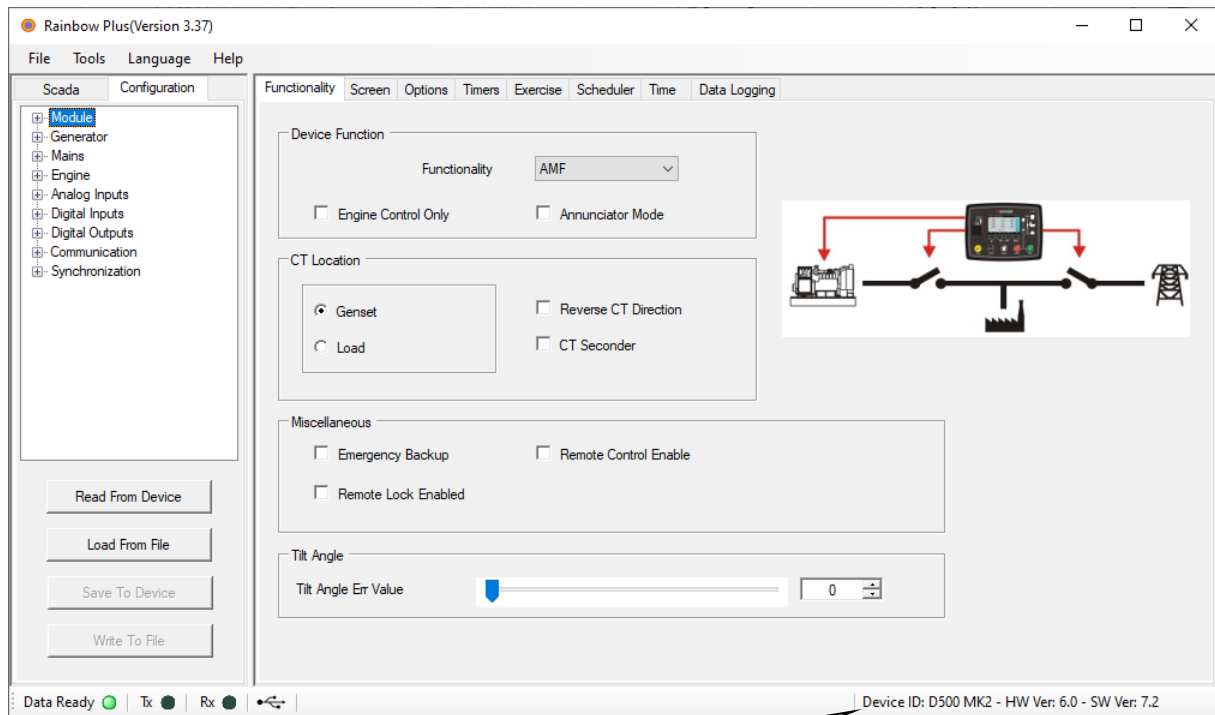 Rainbow Plus(Version 3.37)
File Tools Language Help
Scada Configuration
Functionality Screen Options Timers Exercise Scheduler Time Data Logging
Module
Generator
Mains
Engine
Analog Inputs
Digital Inputs
Digital Outputs
Communication
Synchronization
Read From Device
Load From File
Save To Device
Write To File
Device Function
Functionality AMF
Engine Control Only Annunciator Mode
CT Location
Genset Reverse CT Direction
Load CT Seconder
Miscellaneous
Emergency Backup Remote Control Enable
Remote Lock Enabled
Tilt Angle
Tilt Angle Err Value 0
Data Ready Tx Rx Device ID: D500 MK2 - HW Ver: 6.0 - SW Ver: 7.2